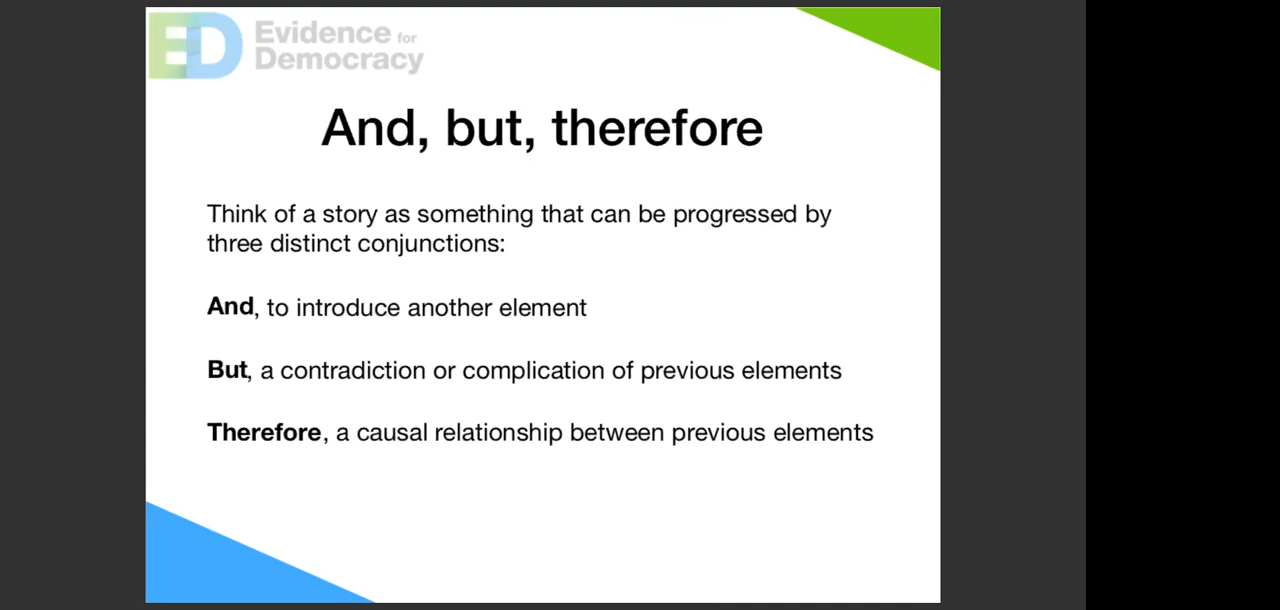 ED Evidence for
Democracy
And, but, therefore
Think of a story as something that can be progressed by
three distinct conjunctions:
And, to introduce another element
But, a contradiction or complication of previous elements
Therefore, a causal relationship between previous elements